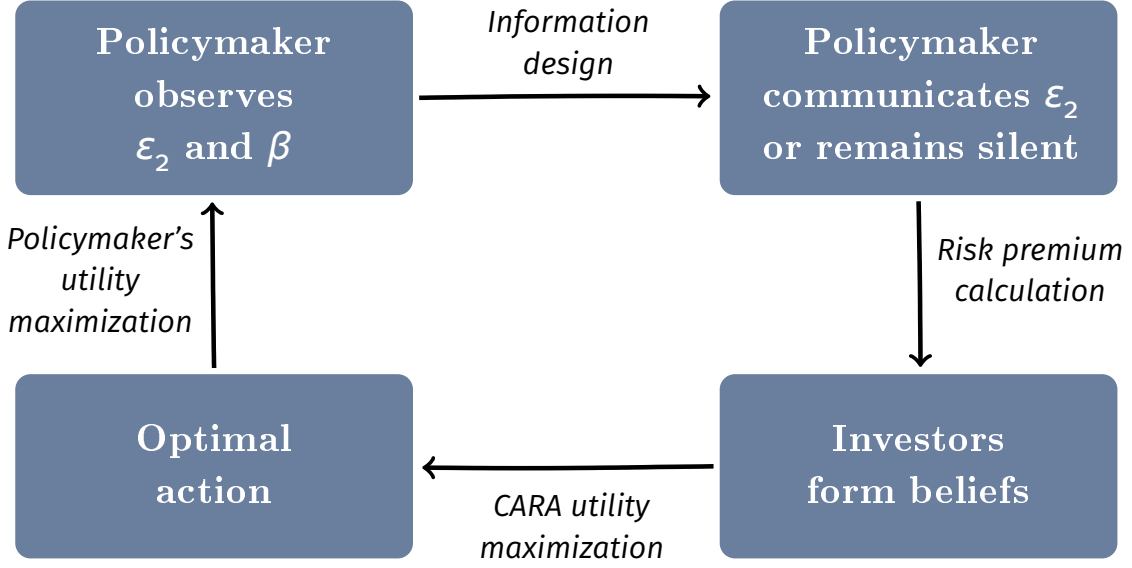 Policymaker
observes
ε₂ and β
Information
design
Policymaker
communicates ε₂
or remains silent
Risk premium
calculation
Investors
form beliefs
CARA utility
maximization
Optimal
action
Policymaker’s
utility
maximization